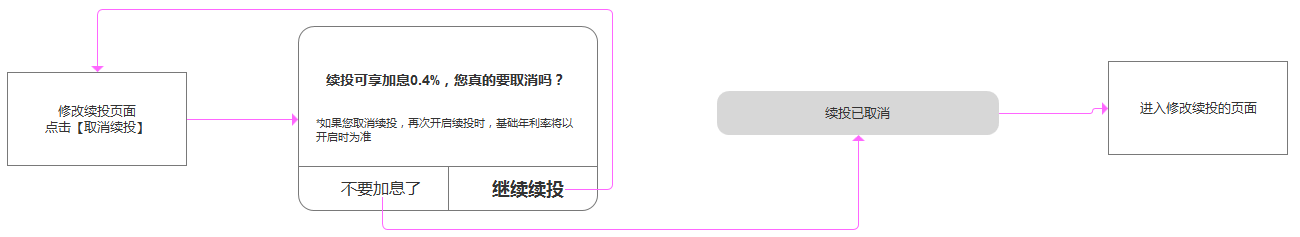 修改续投页面
点击【取消续投】
续投可享加息0.4%，您真的要取消吗？
*如果您取消续投，再次开启续投时，基础年利率将以
开启时为准
不要加息了
继续续投
续投已取消
进入修改续投的页面